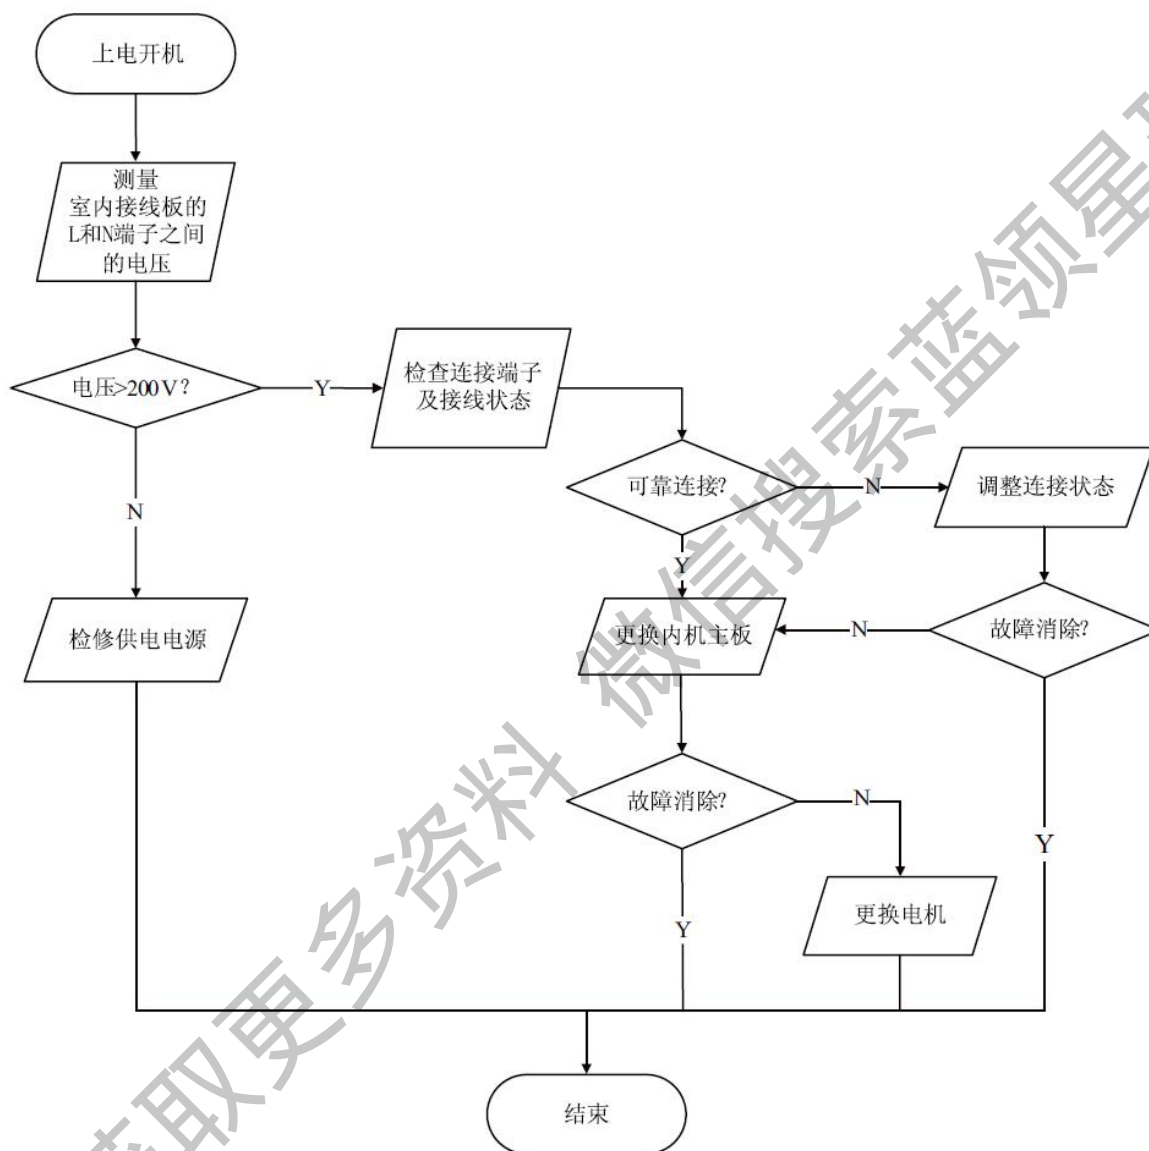 上电开机
测量
室内接线板的
L和N端子之间
的电压
电压>200V？
Y
检查连接端子
及接线状态
N
可靠连接？
N
调整连接状态
Y
检修供电电源
更换内机主板
N
故障消除？
故障消除？
N
Y
更换电机
Y
结束
获取更多资料 微信搜索蓝领星